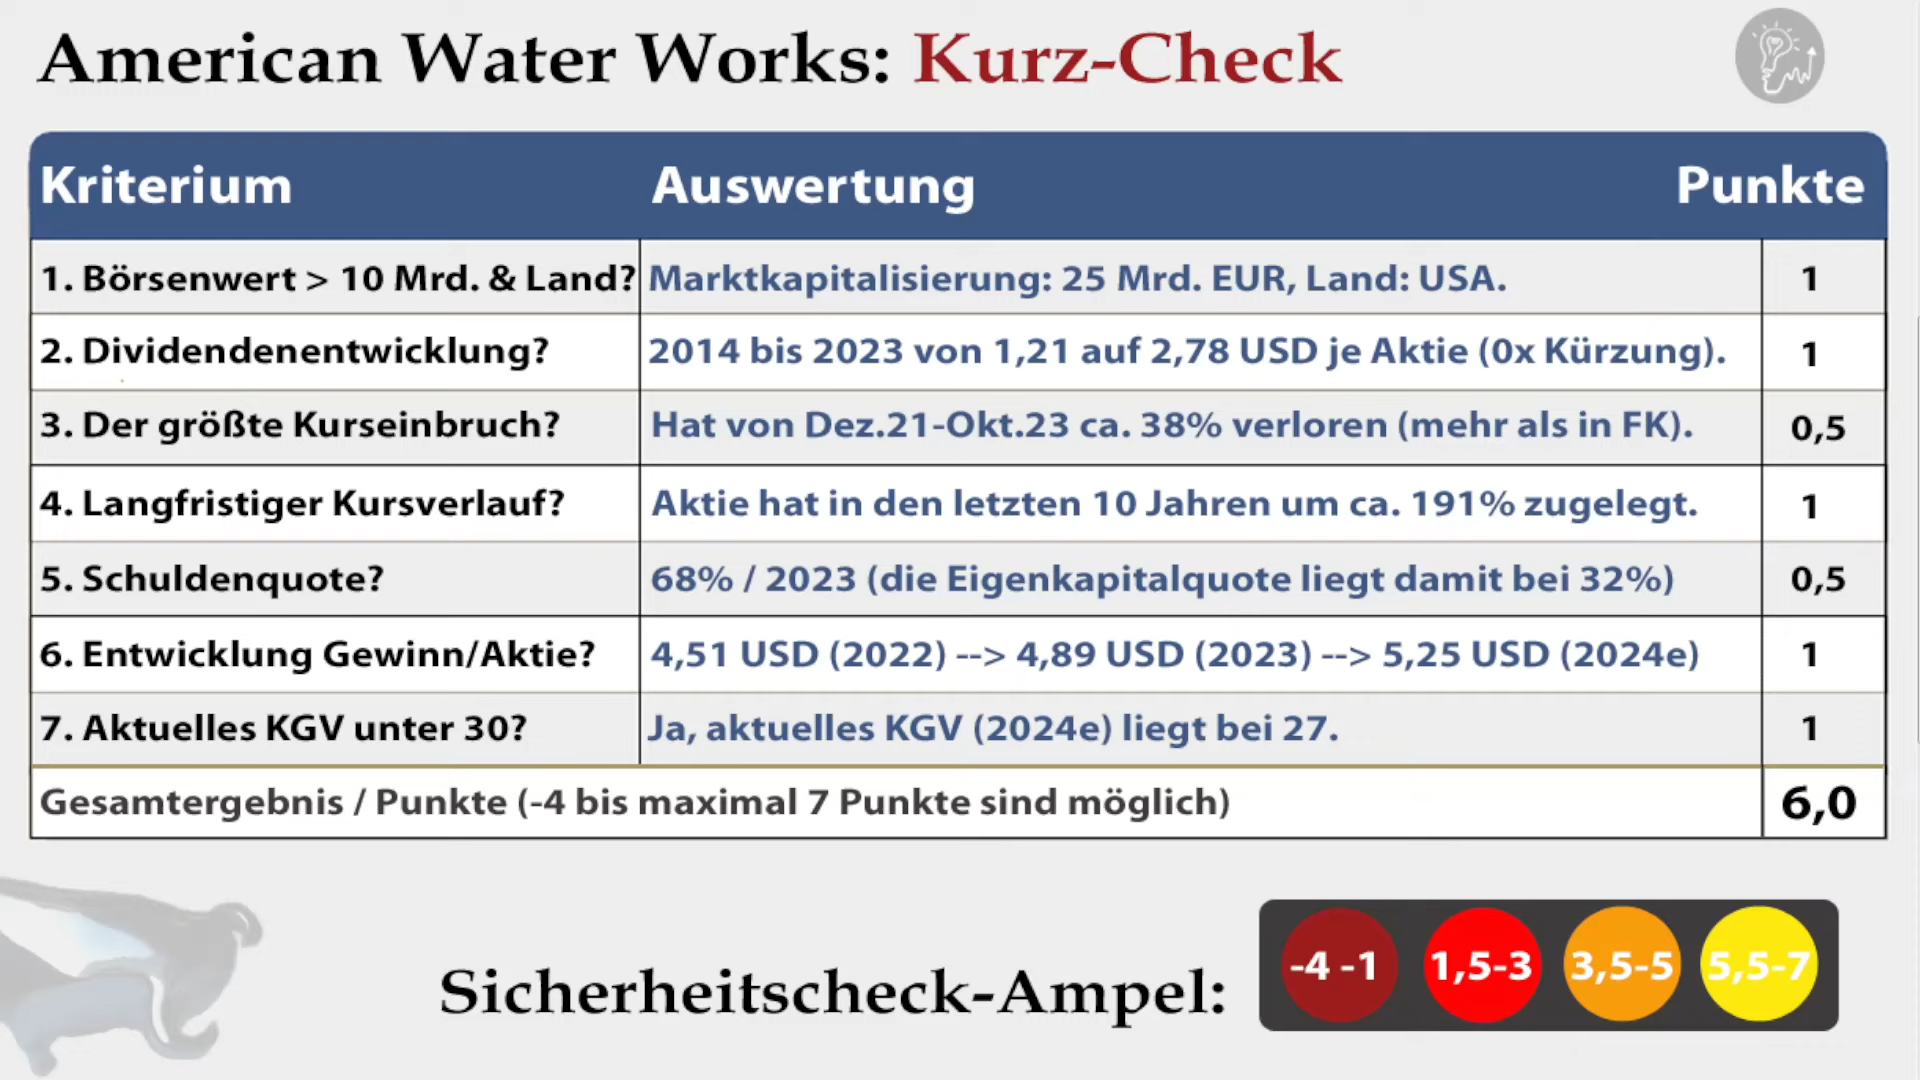 American Water Works: Kurz-Check
Kriterium Auswertung Punkte
1. Börsenwert > 10 Mrd. & Land? Marktkapitalisierung: 25 Mrd. EUR, Land: USA. 1
2. Dividendenentwicklung? 2014 bis 2023 von 1,21 auf 2,78 USD je Aktie (0x Kürzung). 1
3. Der größte Kurseinbruch? Hat von Dez.21-Okt.23 ca. 38% verloren (mehr als in FK). 0,5
4. Langfristiger Kursverlauf? Aktie hat in den letzten 10 Jahren um ca. 191% zugelegt. 1
5. Schuldenquote? 68% / 2023 (die Eigenkapitalquote liegt damit bei 32%) 0,5
6. Entwicklung Gewinn/Aktie? 4,51 USD (2022) --> 4,89 USD (2023) --> 5,25 USD (2024e) 1
7. Aktuelles KGV unter 30? Ja, aktuelles KGV (2024e) liegt bei 27. 1
Gesamtergebnis / Punkte (-4 bis maximal 7 Punkte sind möglich) 6,0
Sicherheitscheck-Ampel: -4 -1 1,5-3 3,5-5 5,5-7